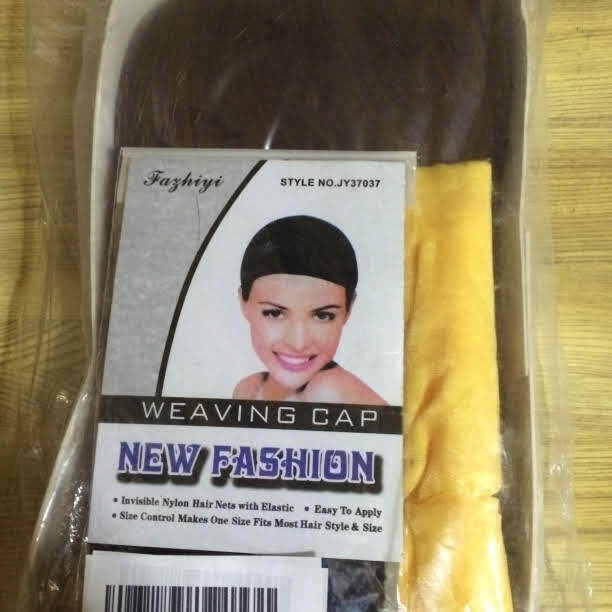 Fazhiyi
STYLE NO.JY37037
WEAVING CAP
NEW FASHION
• Invisible Nylon Hair Nets with Elastic • Easy To Apply
• Size Control Makes One Size Fits Most Hair Style & Size